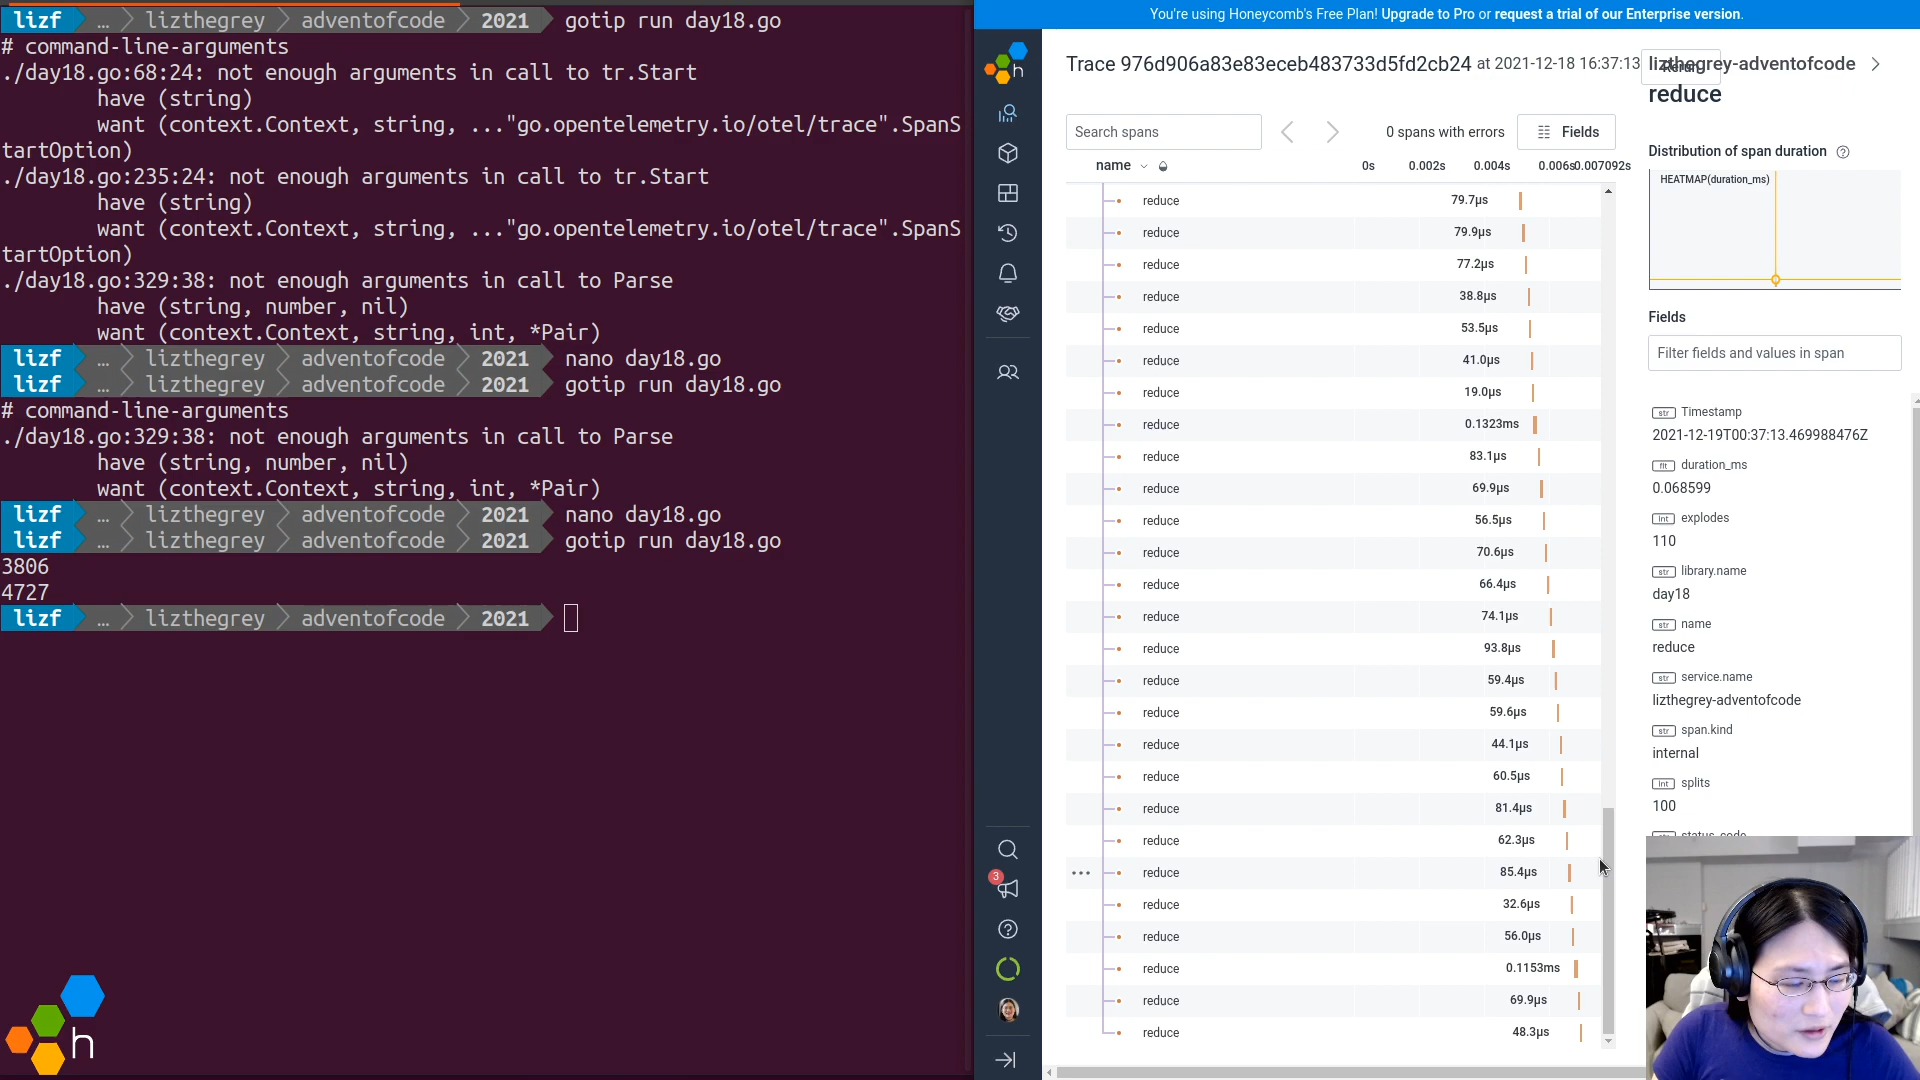 lizf … lizthegrey adventofcode 2021 gotip run day18.go
# command-line-arguments
./day18.go:68:24: not enough arguments in call to tr.Start
have (string)
want (context.Context, string, ..."go.opentelemetry.io/otel/trace".SpanS
tartOption)
./day18.go:235:24: not enough arguments in call to tr.Start
have (string)
want (context.Context, string, ..."go.opentelemetry.io/otel/trace".SpanS
tartOption)
./day18.go:329:38: not enough arguments in call to Parse
have (string, number, nil)
want (context.Context, string, int, *Pair)
lizf … lizthegrey adventofcode 2021 nano day18.go
lizf … lizthegrey adventofcode 2021 gotip run day18.go
# command-line-arguments
./day18.go:329:38: not enough arguments in call to Parse
have (string, number, nil)
want (context.Context, string, int, *Pair)
lizf … lizthegrey adventofcode 2021 nano day18.go
lizf … lizthegrey adventofcode 2021 gotip run day18.go
3806
4727
lizf … lizthegrey adventofcode 2021
h
You're using Honeycomb's Free Plan! Upgrade to Pro or request a trial of our Enterprise version.
h
3
Trace 976d906a83e83eceb483733d5fd2cb24 at 2021-12-18 16:37:13
Search spans
0 spans with errors
Fields
name 0s 0.002s 0.004s 0.006s 0.007092s
reduce 79.7µs
reduce 79.9µs
reduce 77.2µs
reduce 38.8µs
reduce 53.5µs
reduce 41.0µs
reduce 19.0µs
reduce 0.1323ms
reduce 83.1µs
reduce 69.9µs
reduce 56.5µs
reduce 70.6µs
reduce 66.4µs
reduce 74.1µs
reduce 93.8µs
reduce 59.4µs
reduce 59.6µs
reduce 44.1µs
reduce 60.5µs
reduce 81.4µs
reduce 62.3µs
reduce 85.4µs
reduce 32.6µs
reduce 56.0µs
reduce 0.1153ms
reduce 69.9µs
reduce 48.3µs
lizthegrey-adventofcode
reduce
Distribution of span duration
HEATMAP(duration_ms)
Fields
Filter fields and values in span
str Timestamp
2021-12-19T00:37:13.469988476Z
flt duration_ms
0.068599
int explodes
110
str library.name
day18
str name
reduce
str service.name
lizthegrey-adventofcode
str span.kind
internal
int splits
100
str status_code